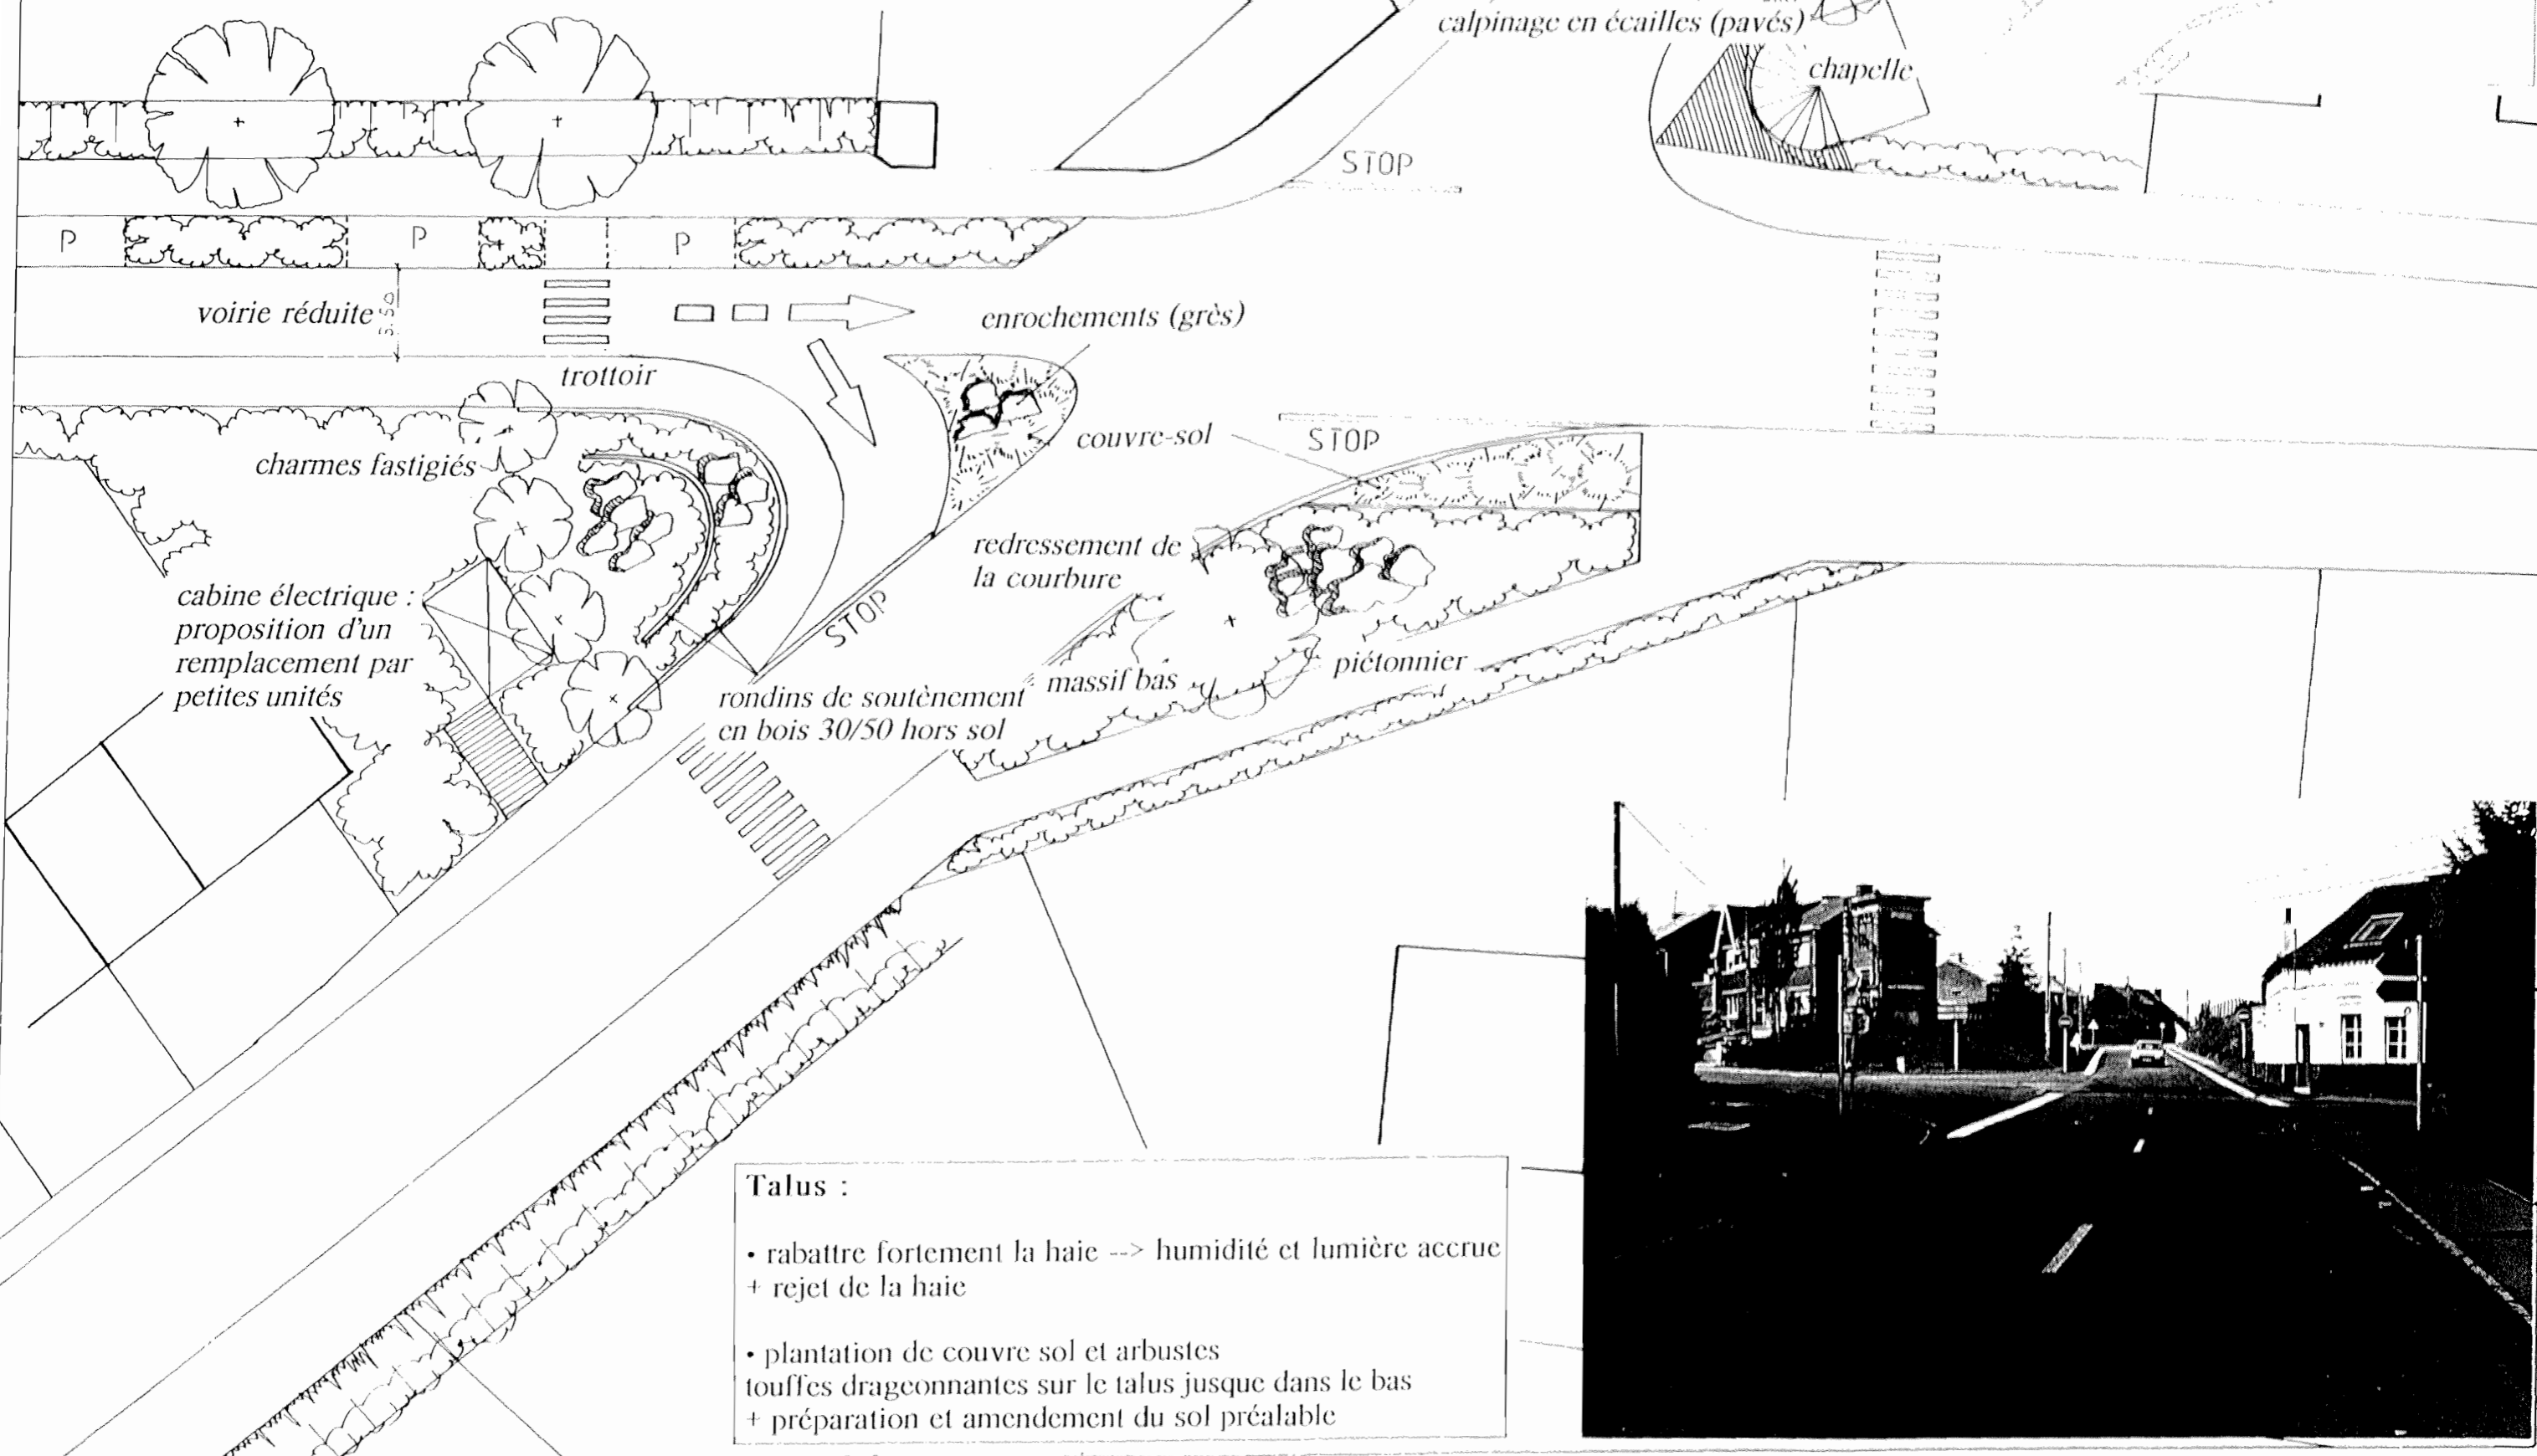 calpinage en écailles (pavés)
chapelle
STOP
P
P
P
voirie réduite
enrochements (grès)
trottoir
couvre-sol
STOP
charmes fastigiés
redressement de
la courbure
cabine électrique :
proposition d'un
remplacement par
petites unités
STOP
piétonnier
massif bas
rondins de soutènement
en bois 30/50 hors sol
Talus :
• rabattre fortement la haie --> humidité et lumière accrue
+ rejet de la haie
• plantation de couvre sol et arbustes
touffes drageonnantes sur le talus jusque dans le bas
+ préparation et amendement du sol préalable